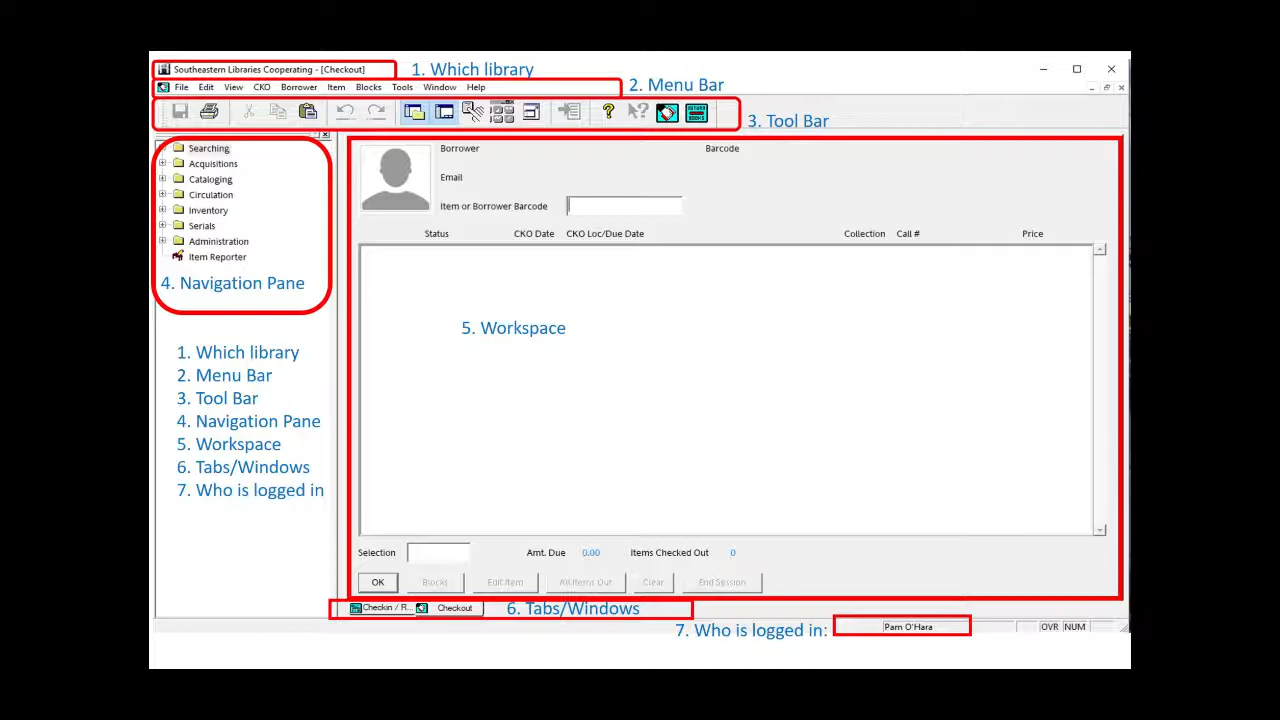 Southeastern Libraries Cooperating - [Checkout]
1. Which library
File Edit View CKO Borrower Item Blocks Tools Window Help
2. Menu Bar
3. Tool Bar
RETURN BOOKS
Searching
Acquisitions
Cataloging
Circulation
Inventory
Serials
Administration
Item Reporter
4. Navigation Pane
1. Which library
2. Menu Bar
3. Tool Bar
4. Navigation Pane
5. Workspace
6. Tabs/Windows
7. Who is logged in
Borrower Barcode
Email
Item or Borrower Barcode
Status CKO Date CKO Loc/Due Date Collection Call # Price
5. Workspace
Selection Amt. Due 0.00 Items Checked Out 0
OK Blocks Edit Item All Items Out Clear End Session
Checkin / R... Checkout 6. Tabs/Windows
7. Who is logged in: Pam O'Hara OVR NUM